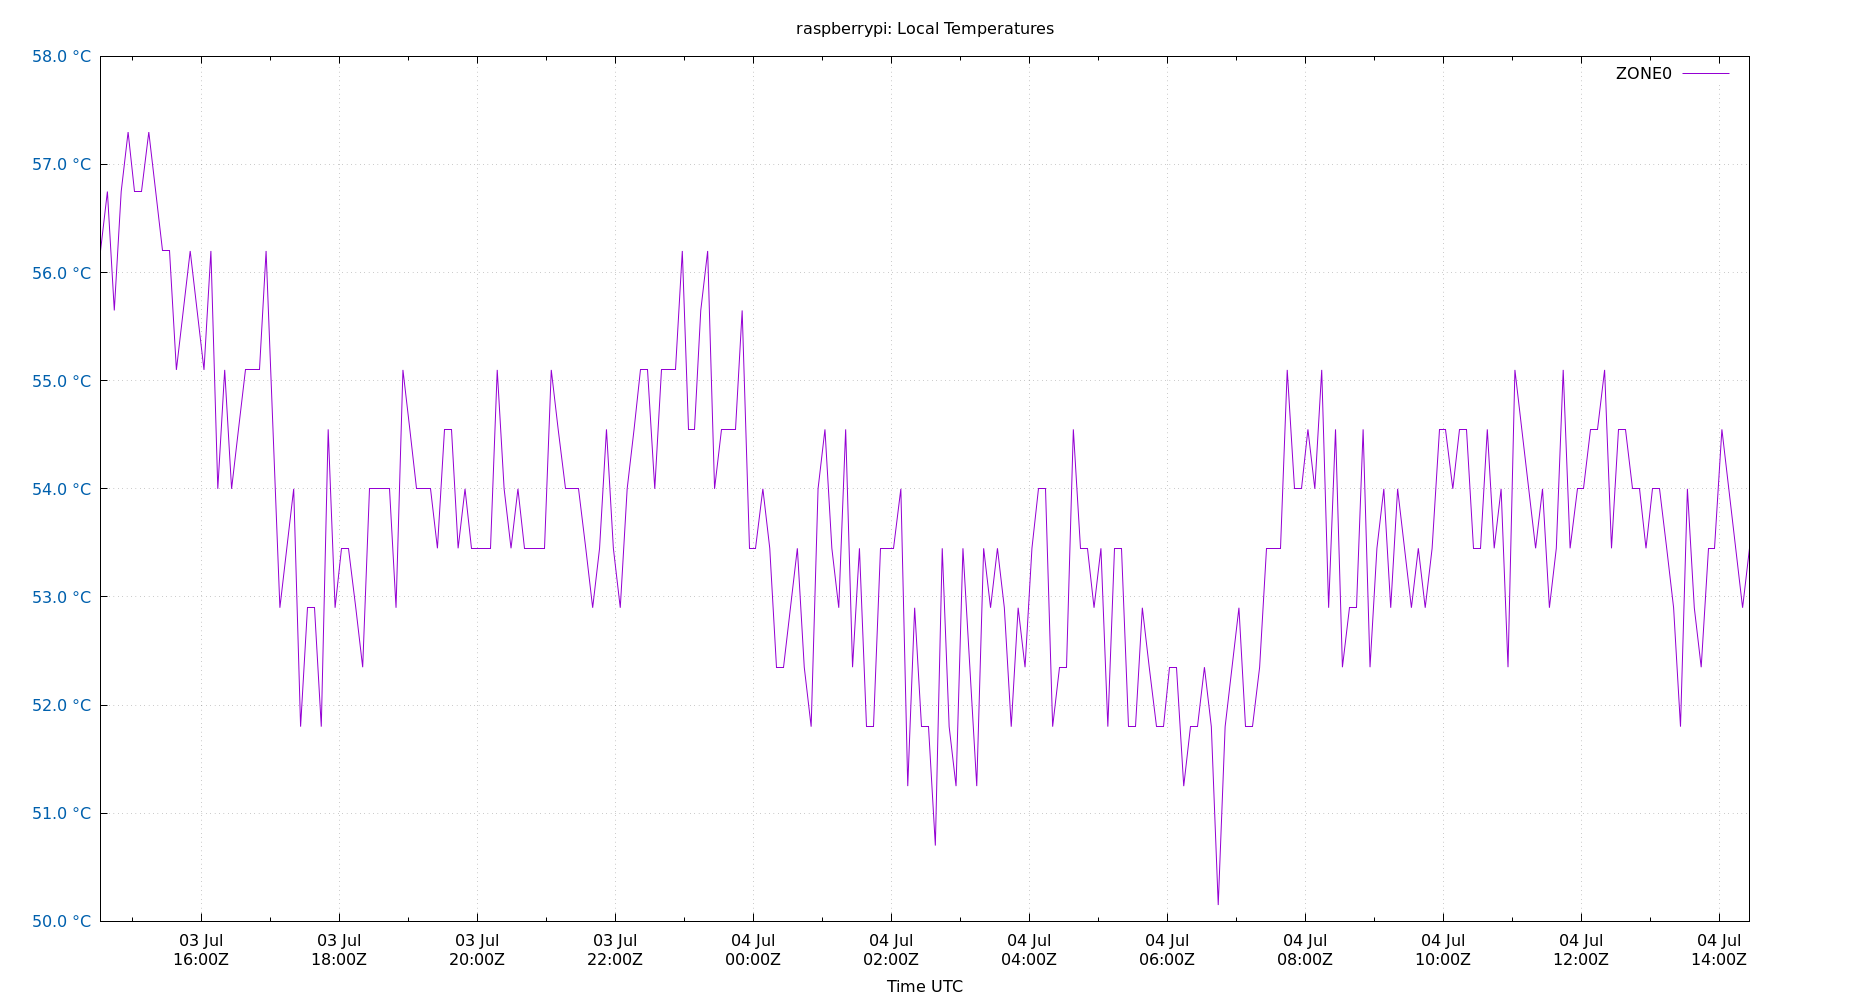 raspberrypi: Local Temperatures
58.0 °C
ZONE0
57.0 °C
56.0 °C
55.0 °C
54.0 °C
53.0 °C
52.0 °C
51.0 °C
50.0 °C
03 Jul 03 Jul 03 Jul 03 Jul 04 Jul 04 Jul 04 Jul 04 Jul 04 Jul 04 Jul 04 Jul 04 Jul
16:00Z 18:00Z 20:00Z 22:00Z 00:00Z 02:00Z 04:00Z 06:00Z 08:00Z 10:00Z 12:00Z 14:00Z
Time UTC